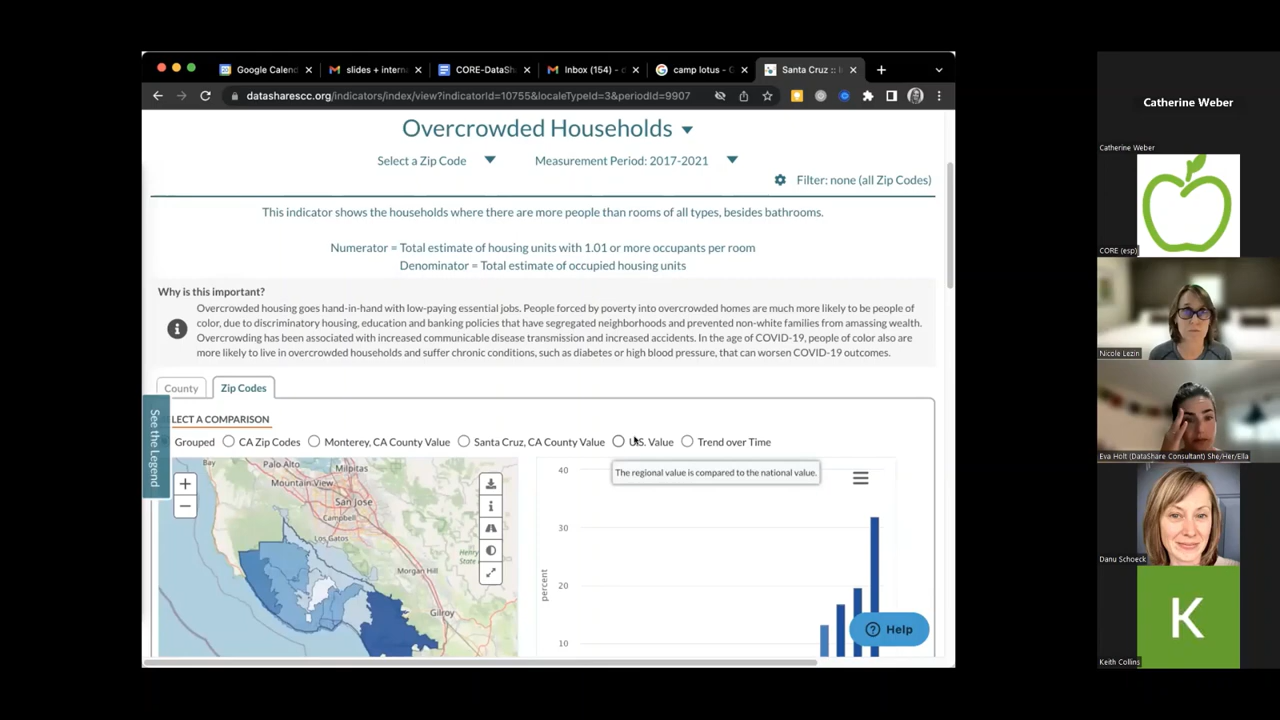 Google Calend
slides + interna
CORE-DataSh
Inbox (154) - d
camp lotus - G
Santa Cruz :: I
datasharescc.org/indicators/index/view?indicatorId=10755&localeTypeId=3&periodId=9907
Overcrowded Households
Select a Zip Code
Measurement Period: 2017-2021
Filter: none (all Zip Codes)
This indicator shows the households where there are more people than rooms of all types, besides bathrooms.
Numerator = Total estimate of housing units with 1.01 or more occupants per room
Denominator = Total estimate of occupied housing units
Why is this important?
Overcrowded housing goes hand-in-hand with low-paying essential jobs. People forced by poverty into overcrowded homes are much more likely to be people of
color, due to discriminatory housing, education and banking policies that have segregated neighborhoods and prevented non-white families from amassing wealth.
Overcrowding has been associated with increased communicable disease transmission and increased accidents. In the age of COVID-19, people of color also are
more likely to live in overcrowded households and suffer chronic conditions, such as diabetes or high blood pressure, that can worsen COVID-19 outcomes.
County
Zip Codes
See the Legend
LECT A COMPARISON
Grouped
CA Zip Codes
Monterey, CA County Value
Santa Cruz, CA County Value
U.S. Value
Trend over Time
The regional value is compared to the national value.
Bay
Palo Alto
Milpitas
Mountain View
San Jose
Campbell
Los Gatos
Henry
State
Morgan Hill
Gilroy
+
−
i
40
30
20
10
percent
Help
Catherine Weber
Catherine Weber
CORE (esp)
Nicole Lezin
Eva Holt (DataShare Consultant) She/Her/Ella
Danu Schoeck
K
Keith Collins